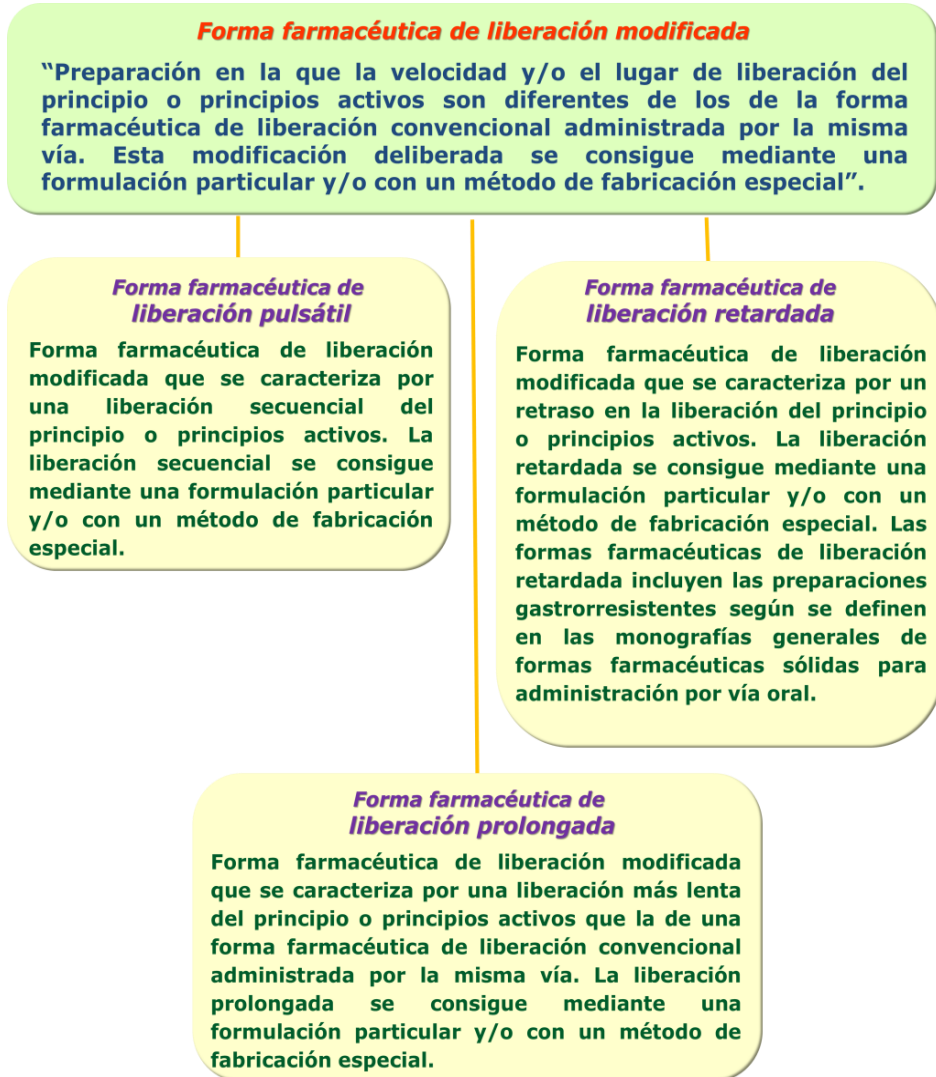 Forma farmacéutica de liberación modificada
“Preparación en la que la velocidad y/o el lugar de liberación del
principio o principios activos son diferentes de los de la forma
farmacéutica de liberación convencional administrada por la misma
vía. Esta modificación deliberada se consigue mediante una
formulación particular y/o con un método de fabricación especial”.
Forma farmacéutica de
liberación pulsátil
Forma farmacéutica de liberación
modificada que se caracteriza por
una liberación secuencial del
principio o principios activos. La
liberación secuencial se consigue
mediante una formulación particular
y/o con un método de fabricación
especial.
Forma farmacéutica de
liberación retardada
Forma farmacéutica de liberación
modificada que se caracteriza por un
retraso en la liberación del principio
o principios activos. La liberación
retardada se consigue mediante una
formulación particular y/o con un
método de fabricación especial. Las
formas farmacéuticas de liberación
retardada incluyen las preparaciones
gastrorresistentes según se definen
en las monografías generales de
formas farmacéuticas sólidas para
administración por vía oral.
Forma farmacéutica de
liberación prolongada
Forma farmacéutica de liberación modificada
que se caracteriza por una liberación más lenta
del principio o principios activos que la de una
forma farmacéutica de liberación convencional
administrada por la misma vía. La liberación
prolongada se consigue mediante una
formulación particular y/o con un método de
fabricación especial.